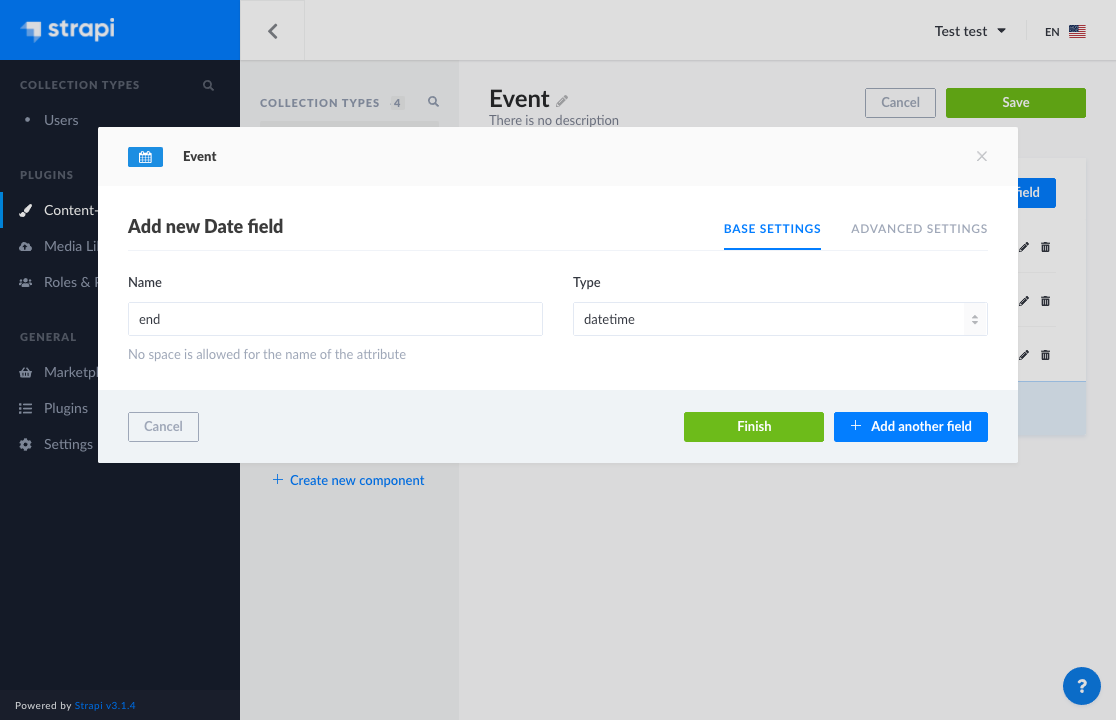 strapi
Test test
EN
COLLECTION TYPES
Users
PLUGINS
Content-
Media Li
Roles & P
GENERAL
Marketpl
Plugins
Settings
Powered by Strapi v3.1.4
COLLECTION TYPES 4
Create new component
Event
There is no description
Cancel
Save
field
Event
Add new Date field
BASE SETTINGS
ADVANCED SETTINGS
Name
Type
end
datetime
No space is allowed for the name of the attribute
Cancel
Finish
Add another field
?